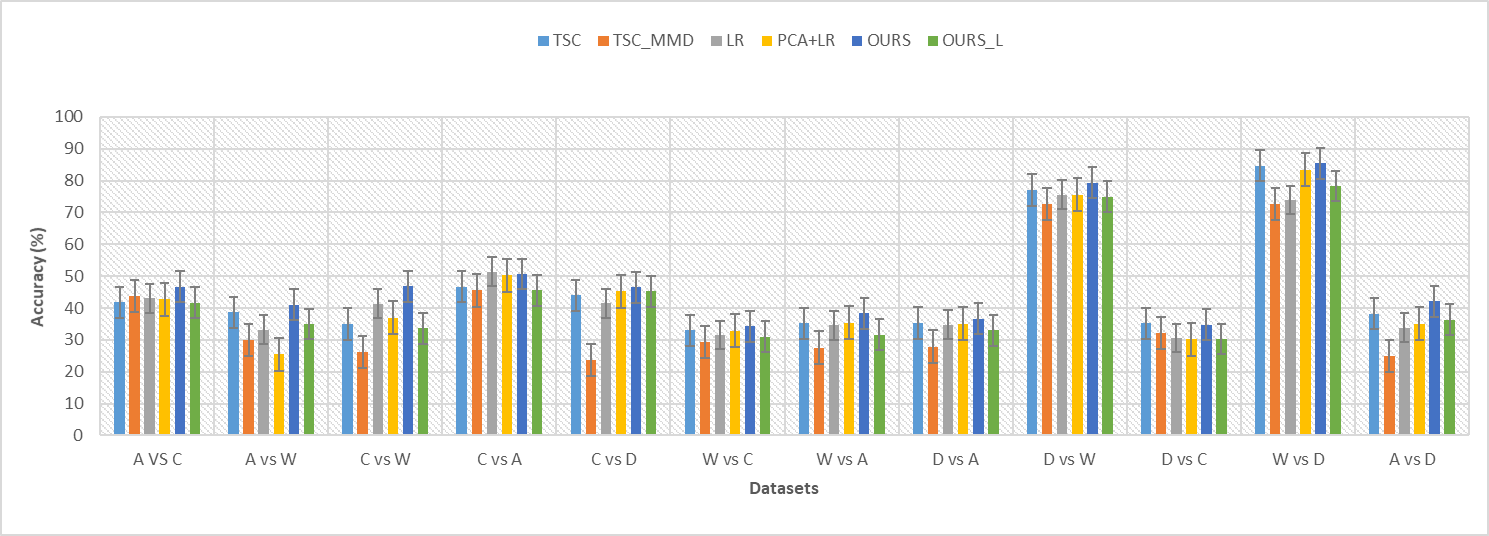 TSC TSC_MMD LR PCA+LR OURS OURS_L
100
90
80
70
60
50
40
30
20
10
0
Accuracy (%)
A VS C A vs W C vs W C vs A C vs D W vs C W vs A D vs A D vs W D vs C W vs D A vs D
Datasets